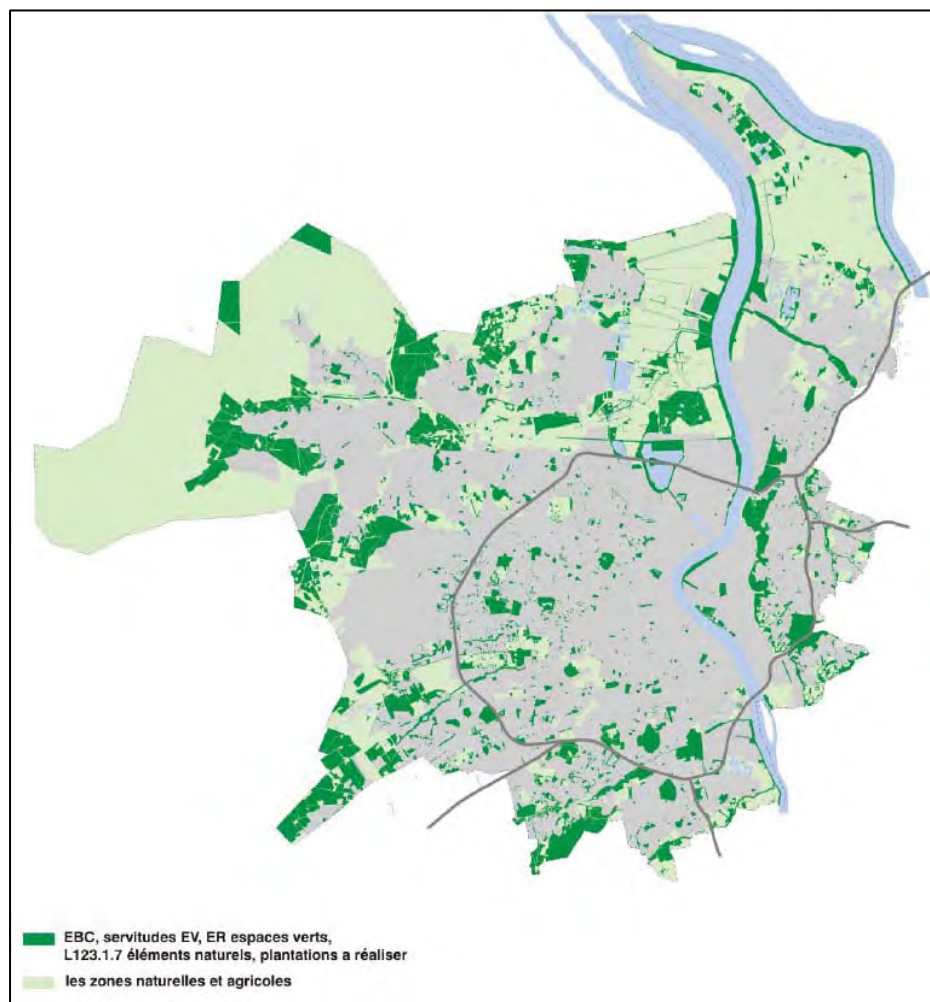 EBC, servitudes EV, ER espaces verts,
L123.1.7 éléments naturels, plantations a réaliser
les zones naturelles et agricoles